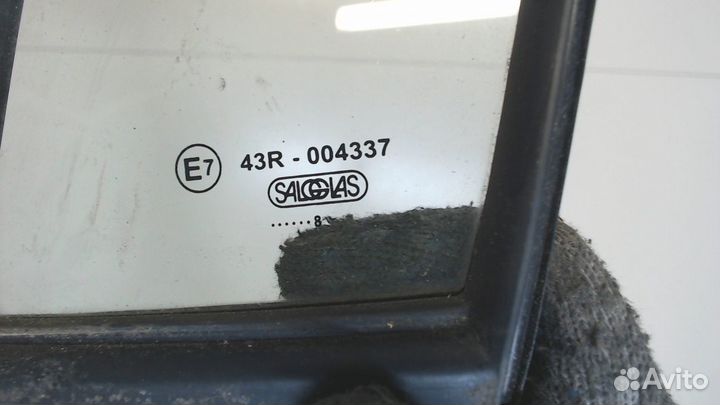 E7 43R - 004337
SALGGLAS
......8
Avito